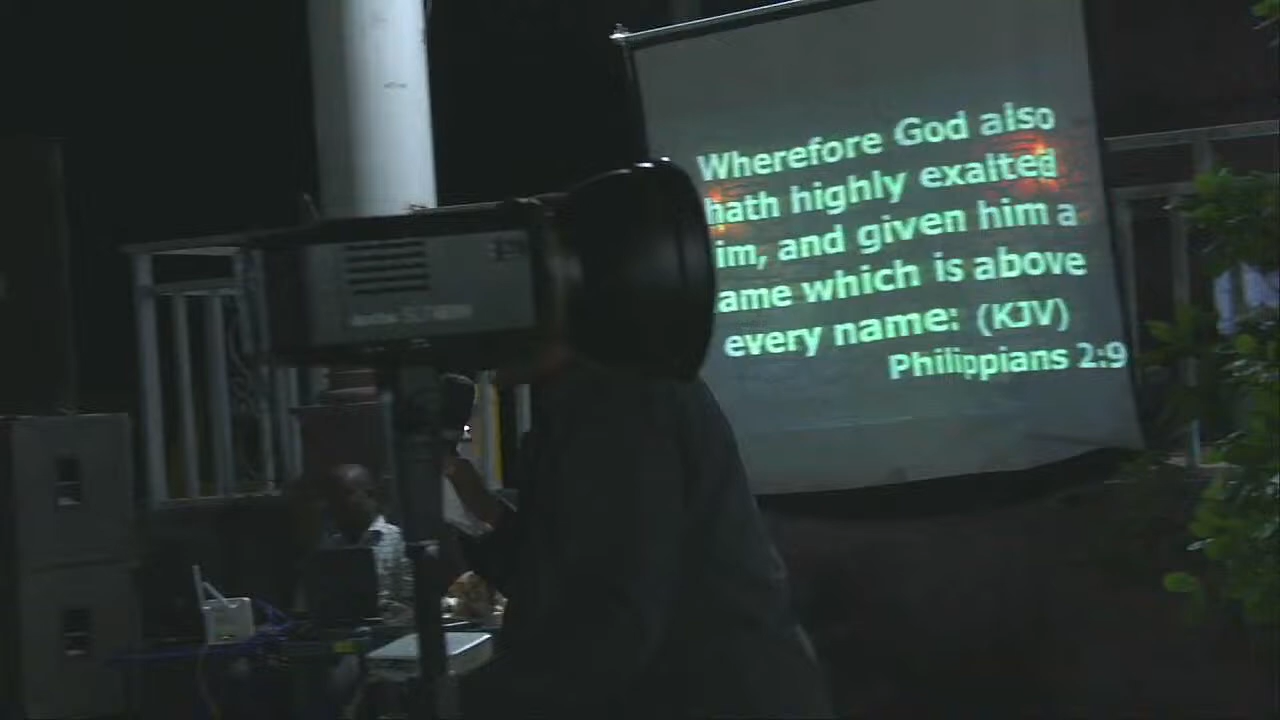 Wherefore God also
hath highly exalted
im, and given him a
ame which is above
every name: (KJV)
Philippians 2:9